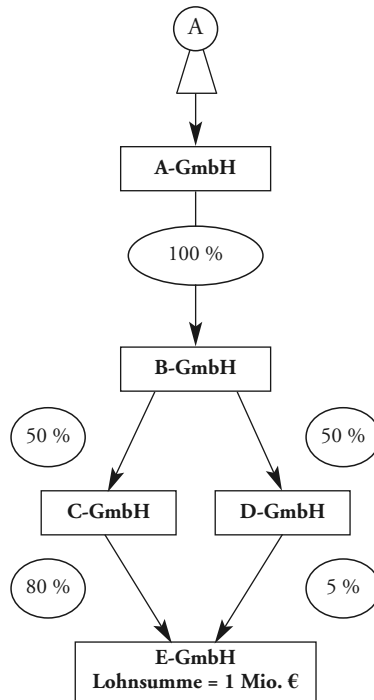 A
A-GmbH
100 %
B-GmbH
50 %
50 %
C-GmbH
D-GmbH
80 %
5 %
E-GmbH
Lohnsumme = 1 Mio. €